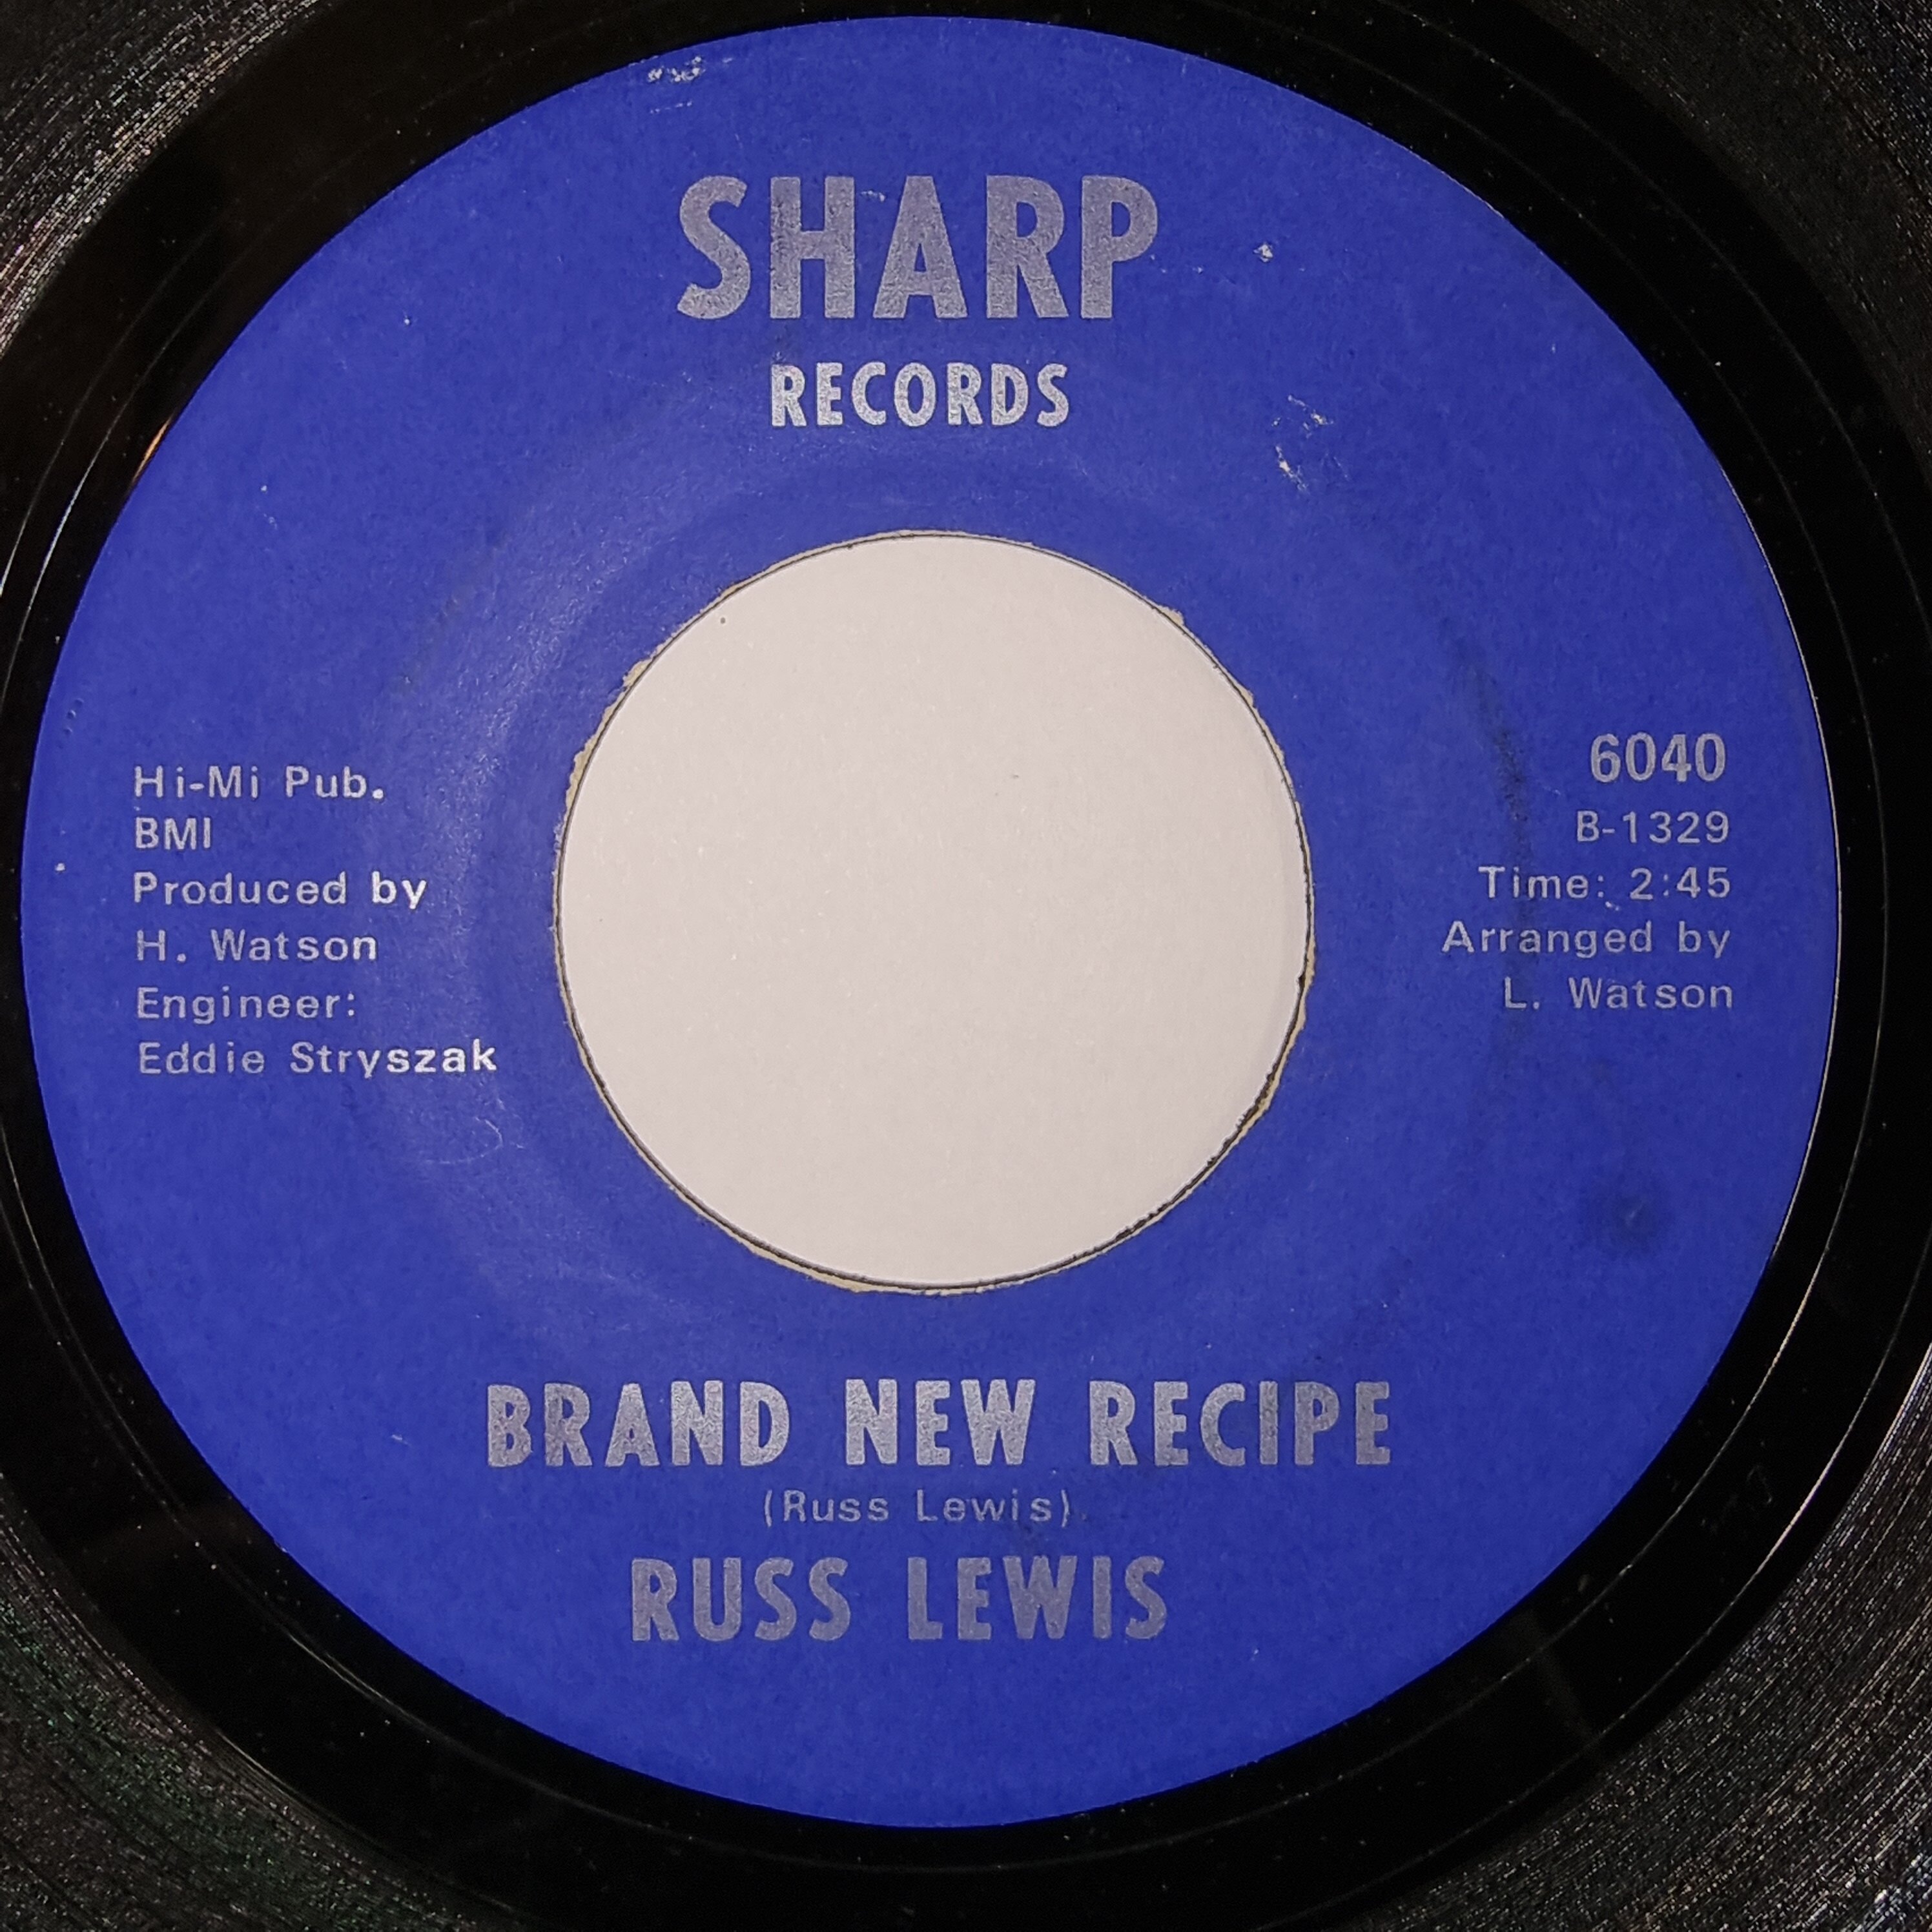 SHARP
RECORDS
Hi-Mi Pub.
BMI
Produced by
H. Watson
Engineer:
Eddie Stryszak
6040
B-1329
Time: 2:45
Arranged by
L. Watson
BRAND NEW RECIPE
(Russ Lewis)
RUSS LEWIS